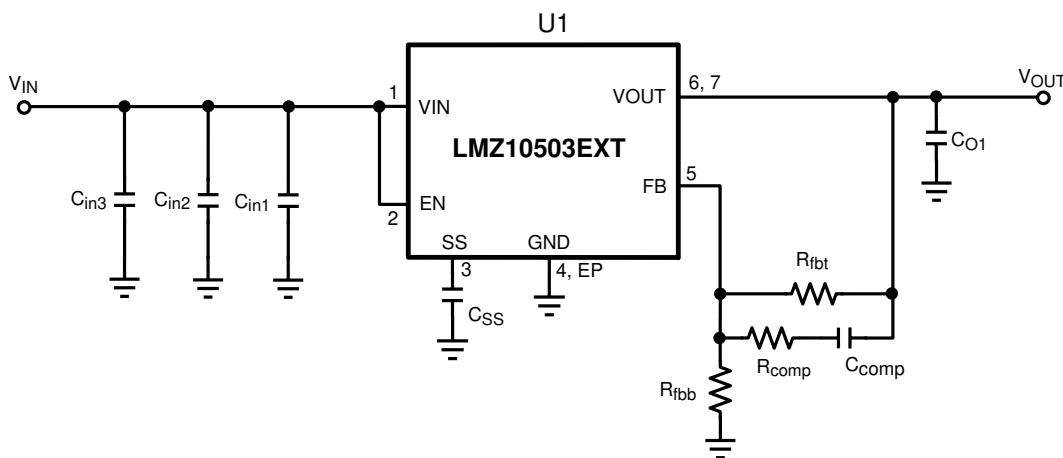 U1
VIN
1
VIN
VOUT
6, 7
VOUT
LMZ10503EXT
CO1
Cin3
Cin2
Cin1
2
EN
FB
5
SS
GND
3
4, EP
CSS
Rfbt
Rcomp
Ccomp
Rfbb